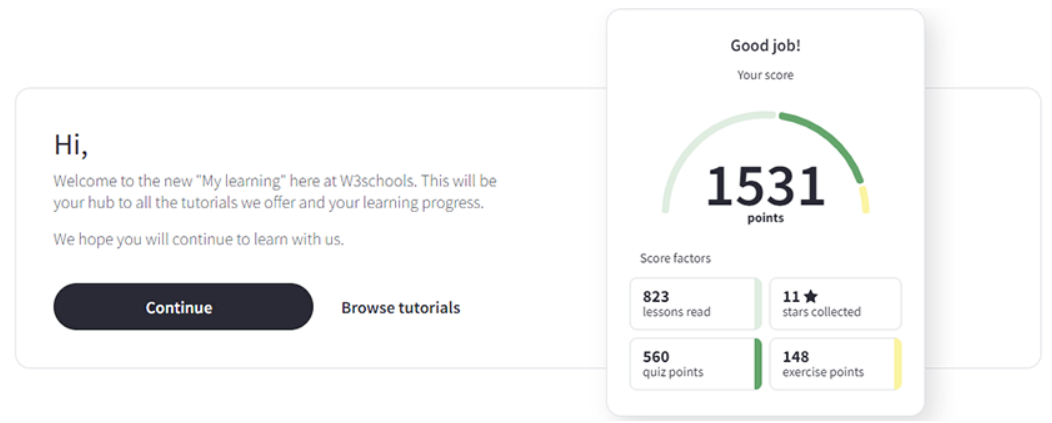 Good job!
Your score
1531
points
Score factors
823
lessons read
11 ★
stars collected
560
quiz points
148
exercise points
Hi,
Welcome to the new "My learning" here at W3schools. This will be
your hub to all the tutorials we offer and your learning progress.
We hope you will continue to learn with us.
Continue
Browse tutorials